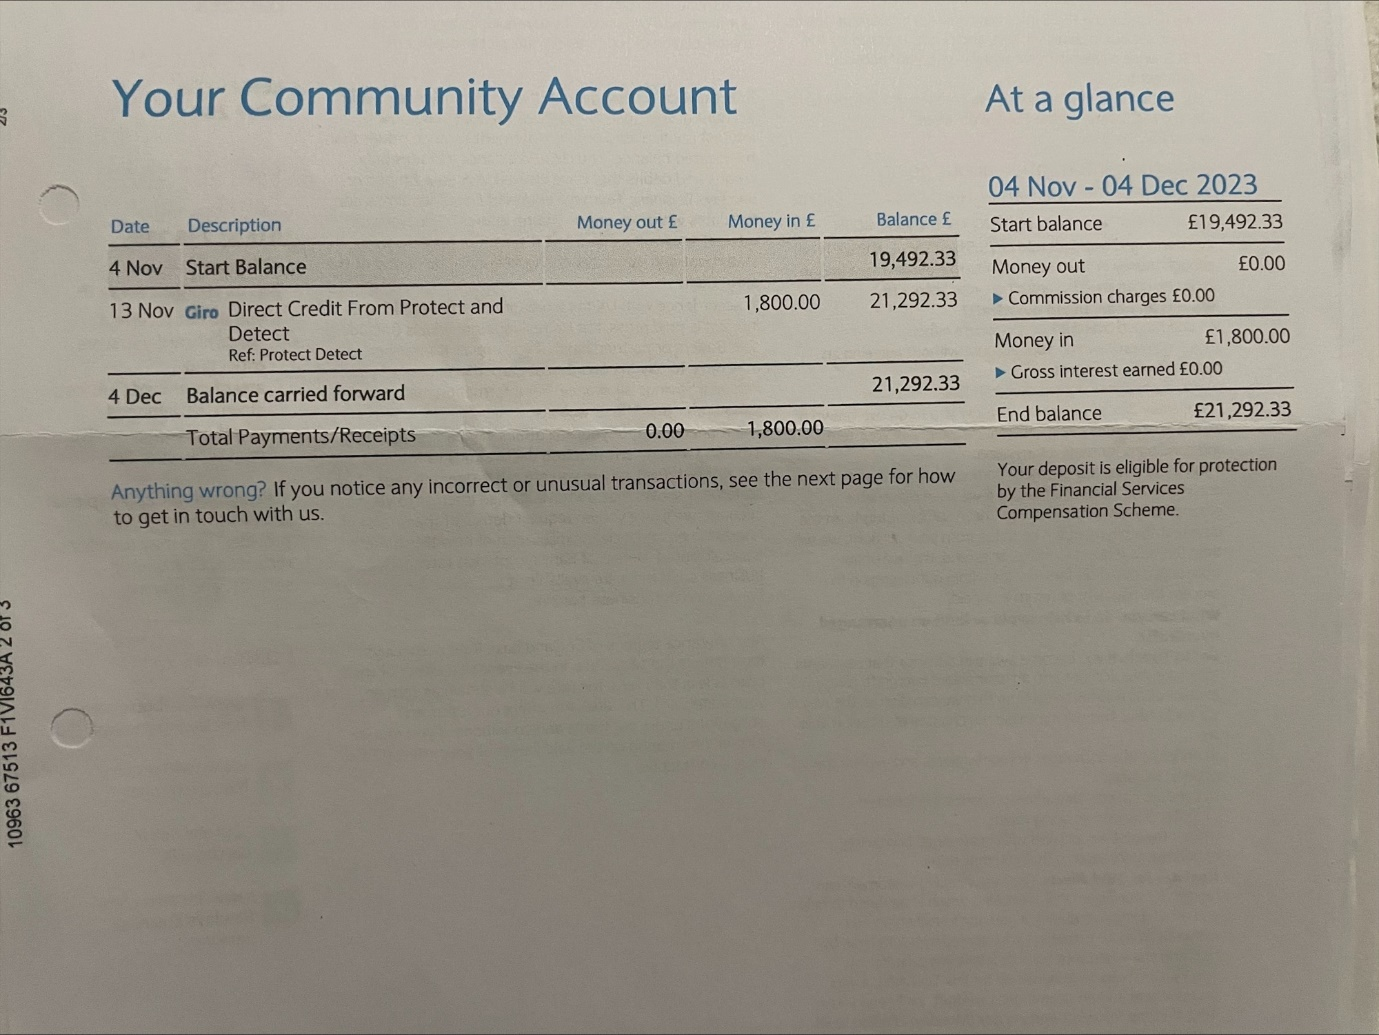 Your Community Account
At a glance
Date Description Money out £ Money in £ Balance £
4 Nov Start Balance 19,492.33
13 Nov Giro Direct Credit From Protect and 1,800.00 21,292.33
Detect
Ref: Protect Detect
4 Dec Balance carried forward 21,292.33
Total Payments/Receipts 0.00 1,800.00
Anything wrong? If you notice any incorrect or unusual transactions, see the next page for how
to get in touch with us.
04 Nov - 04 Dec 2023
Start balance £19,492.33
Money out £0.00
▸ Commission charges £0.00
Money in £1,800.00
▸ Gross interest earned £0.00
End balance £21,292.33
Your deposit is eligible for protection
by the Financial Services
Compensation Scheme.
10963 67513 F1VI643A 2 of 3